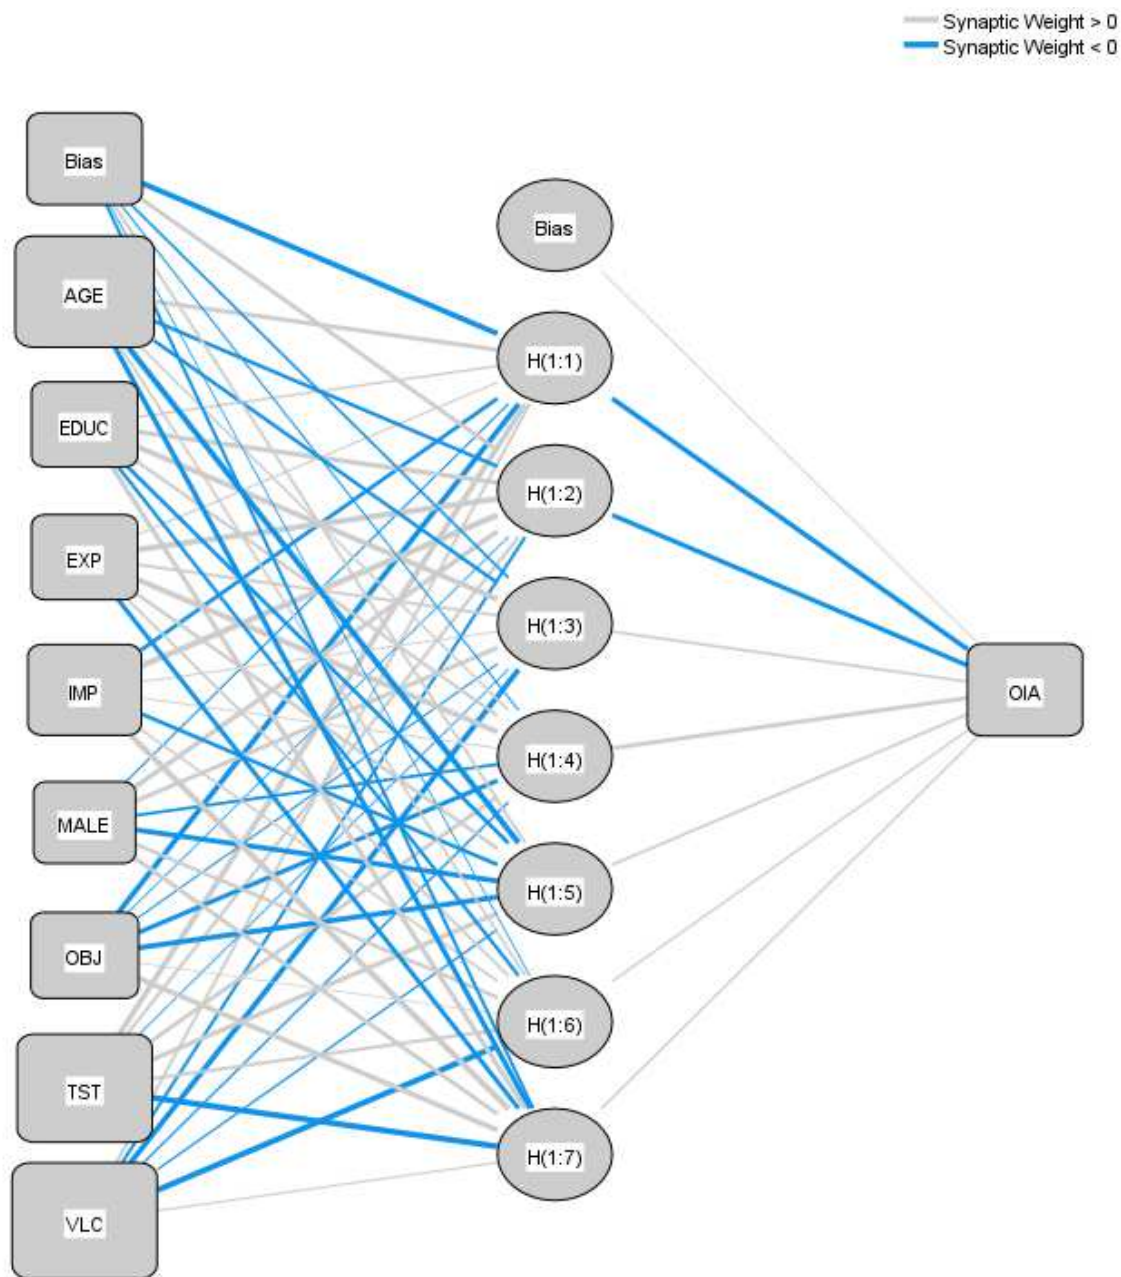 Synaptic Weight > 0
Synaptic Weight < 0
Bias
AGE
EDUC
EXP
IMP
MALE
OBJ
TST
VLC
Bias
H(1:1)
H(1:2)
H(1:3)
H(1:4)
H(1:5)
H(1:6)
H(1:7)
OIA